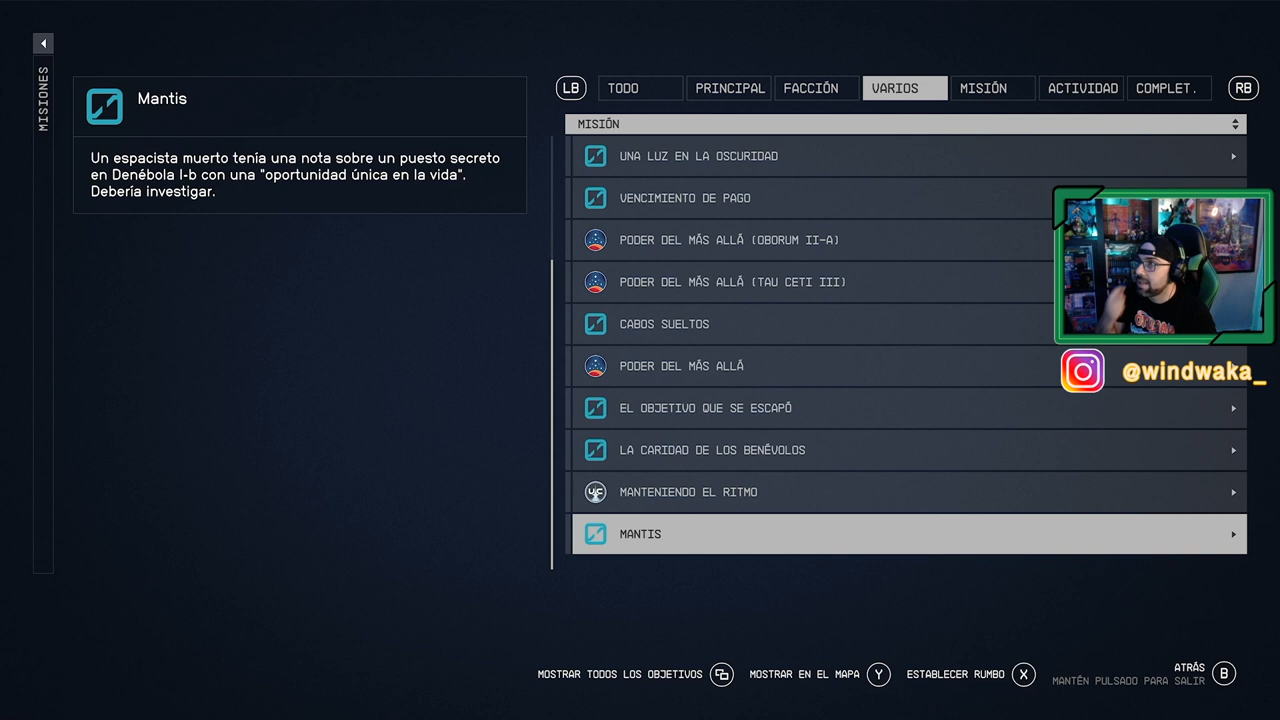 MISIONES
Mantis
Un espacista muerto tenía una nota sobre un puesto secreto
en Denébola I-b con una "oportunidad única en la vida".
Debería investigar.
LB
TODO
PRINCIPAL
FACCIÓN
VARIOS
MISIÓN
ACTIVIDAD
COMPLET.
RB
MISIÓN
UNA LUZ EN LA OSCURIDAD
VENCIMIENTO DE PAGO
PODER DEL MÁS ALLÁ (OBORUM II-A)
PODER DEL MÁS ALLÁ (TAU CETI III)
CABOS SUELTOS
PODER DEL MÁS ALLÁ
EL OBJETIVO QUE SE ESCAPÓ
LA CARIDAD DE LOS BENÉVOLOS
UC
MANTENIENDO EL RITMO
MANTIS
@windwaka_
MOSTRAR TODOS LOS OBJETIVOS
MOSTRAR EN EL MAPA Y
ESTABLECER RUMBO X
ATRÁS B
MANTÉN PULSADO PARA SALIR